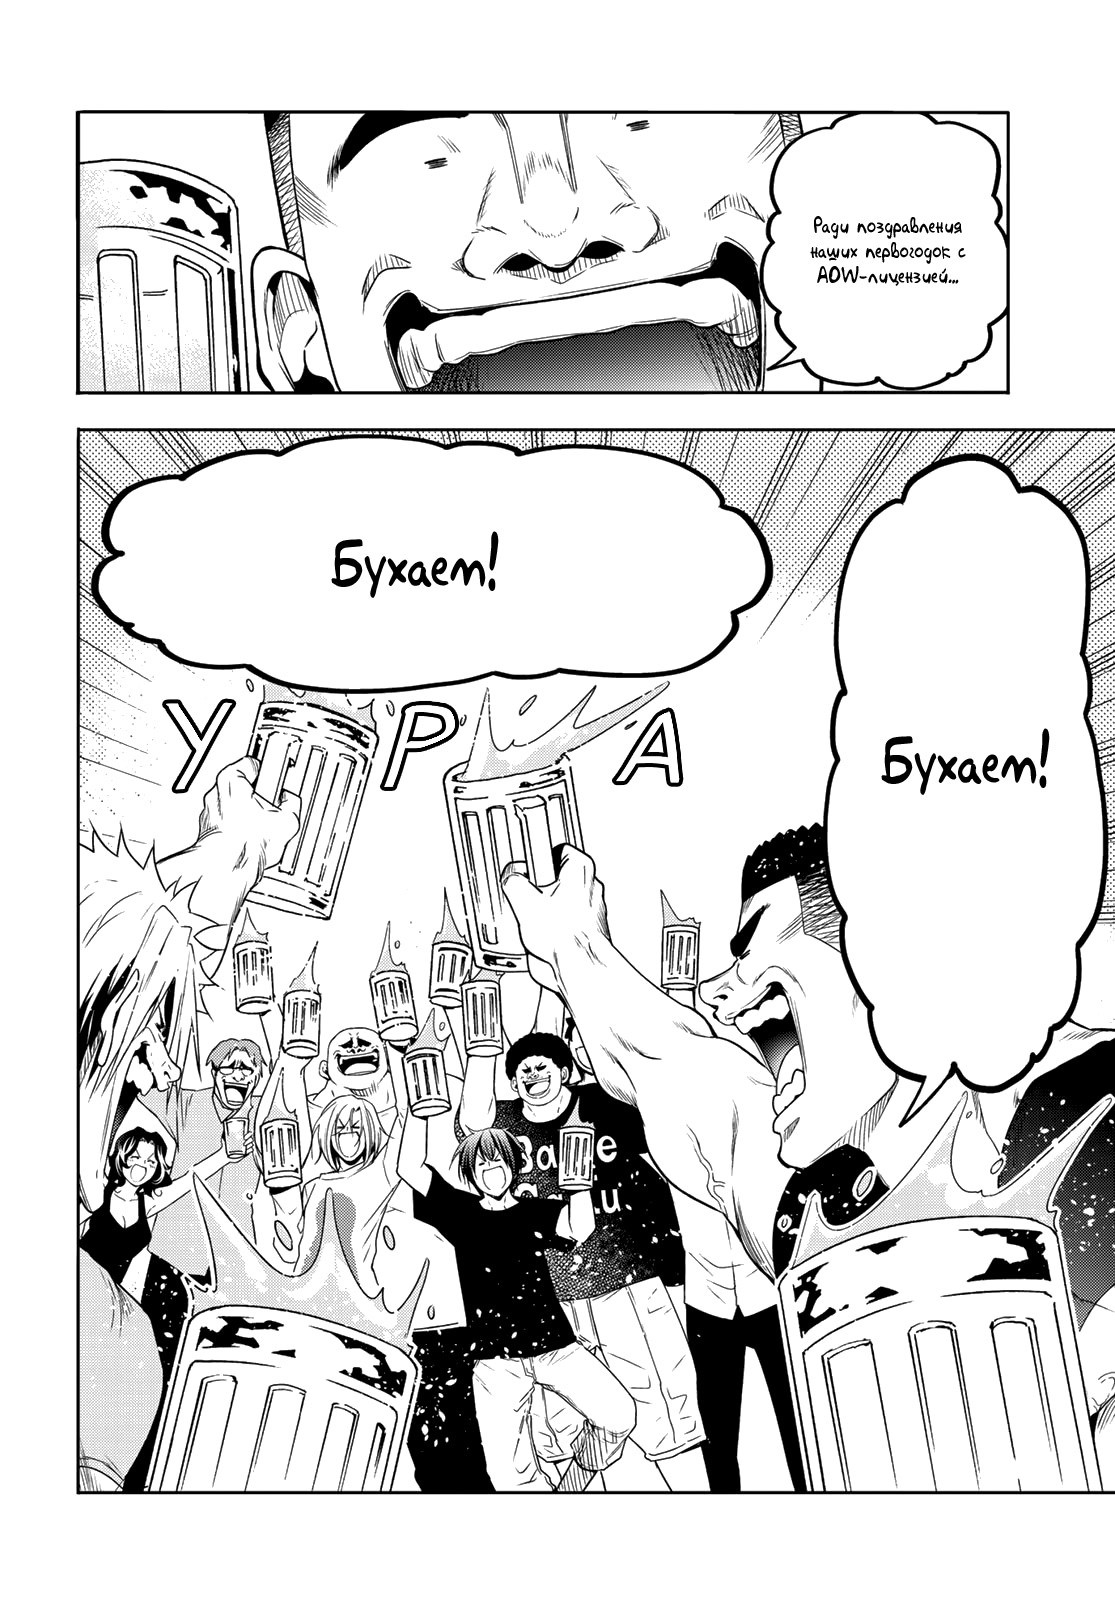 Ради поздравления
наших первогодок с
AOW-лицензией...
Бухаем!
Бухаем!
УРА